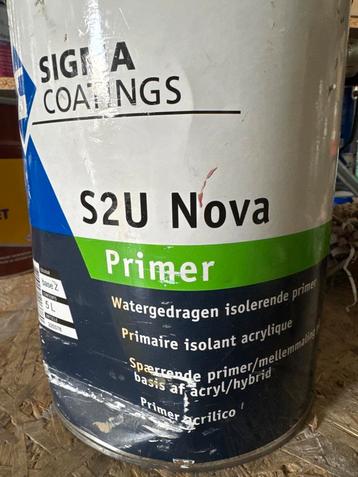 SIGMA
COATINGS
S2U Nova
Primer
Watergedragen isolerende primer
Primaire isolant acrylique
Spærrende primer/mellemmaling
basis af acryl/hybrid
Primer acrilico
base Z
5 L